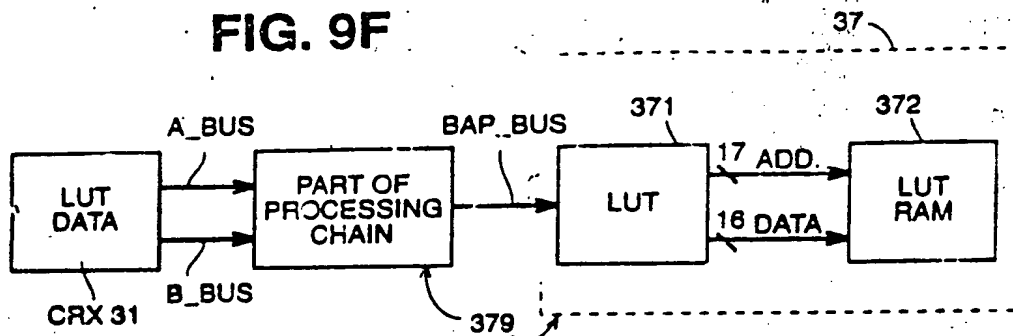 FIG. 9F
37
A_BUS
BAP_BUS
371
372
LUT
DATA
PART OF
PROCESSING
CHAIN
LUT
17 ADD.
16 DATA
LUT
RAM
B_BUS
CRX 31
379